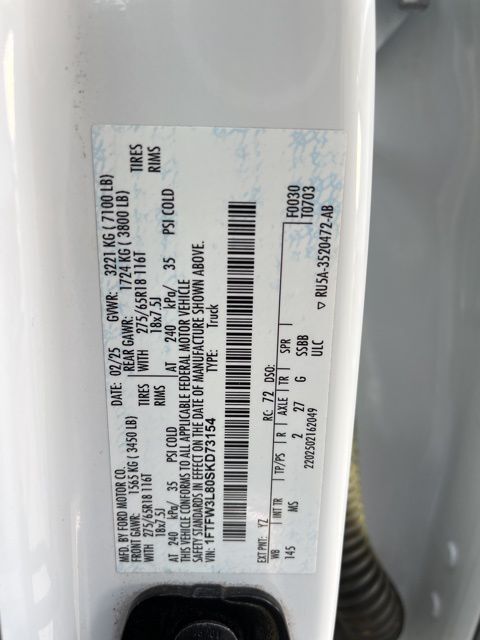 MFD. BY FORD MOTOR CO. DATE: 02/25 GVWR: 3221 KG ( 7100 LB)
FRONT GAWR: 1565 KG ( 3450 LB) REAR GAWR: 1724 KG ( 3800 LB)
WITH 275/65R18 116T TIRES WITH 275/65R18 116T TIRES
18x7.5J RIMS 18x7.5J RIMS
AT 240 kPa/ 35 PSI COLD AT 240 kPa/ 35 PSI COLD
THIS VEHICLE CONFORMS TO ALL APPLICABLE FEDERAL MOTOR VEHICLE
SAFETY STANDARDS IN EFFECT ON THE DATE OF MANUFACTURE SHOWN ABOVE.
VIN: 1FTFW3L80SKD73154 TYPE: Truck
F0030
T0703
EXT PNT: YZ RC: 72 DSO:
WB INT TR TP/PS R AXLE TR SPR
145 MS 2 27 G SSBB
ULC
2202502162049
▽ RU5A-3520472-AB